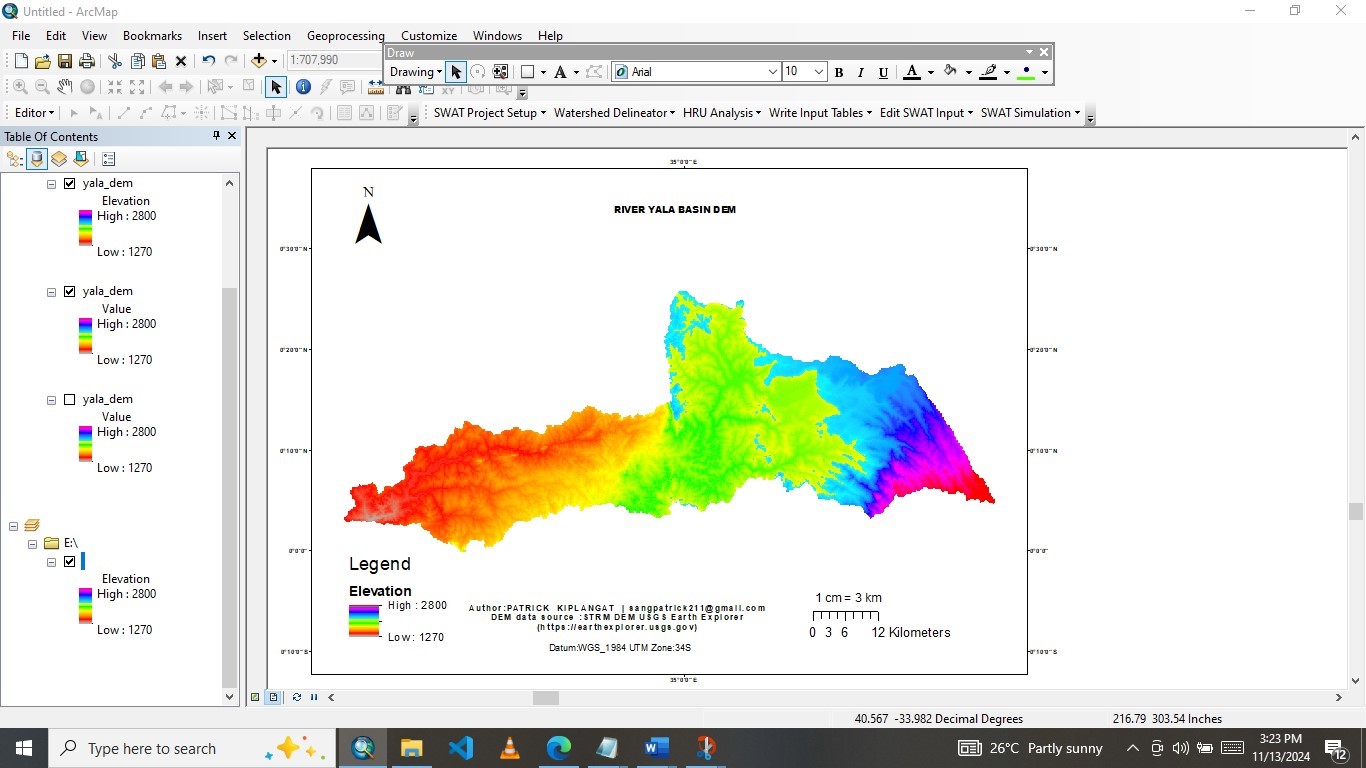 Untitled - ArcMap
File Edit View Bookmarks Insert Selection Geoprocessing Customize Windows Help
1:707,990
Draw
Drawing Arial 10 B I U A
Editor
SWAT Project Setup Watershed Delineator HRU Analysis Write Input Tables Edit SWAT Input SWAT Simulation
Table Of Contents
yala_dem
Elevation
High : 2800
Low : 1270
yala_dem
Value
High : 2800
Low : 1270
yala_dem
Value
High : 2800
Low : 1270
E:\
Elevation
High : 2800
Low : 1270
35°0'0"E
N
RIVER YALA BASIN DEM
0°30'0"N 0°30'0"N
0°20'0"N 0°20'0"N
0°10'0"N 0°10'0"N
0°0'0" 0°0'0"
0°10'0"S 0°10'0"S
Legend
Elevation
High : 2800
Low : 1270
Author:PATRICK KIPLANGAT | sangpatrick211@gmail.com
DEM data source :STRM DEM USGS Earth Explorer
(https://earthexplorer.usgs.gov)
Datum:WGS_1984 UTM Zone:34S
1 cm = 3 km
0 3 6 12 Kilometers
35°0'0"E
40.567 -33.982 Decimal Degrees 216.79 303.54 Inches
Type here to search
26°C Partly sunny
3:23 PM
11/13/2024
12